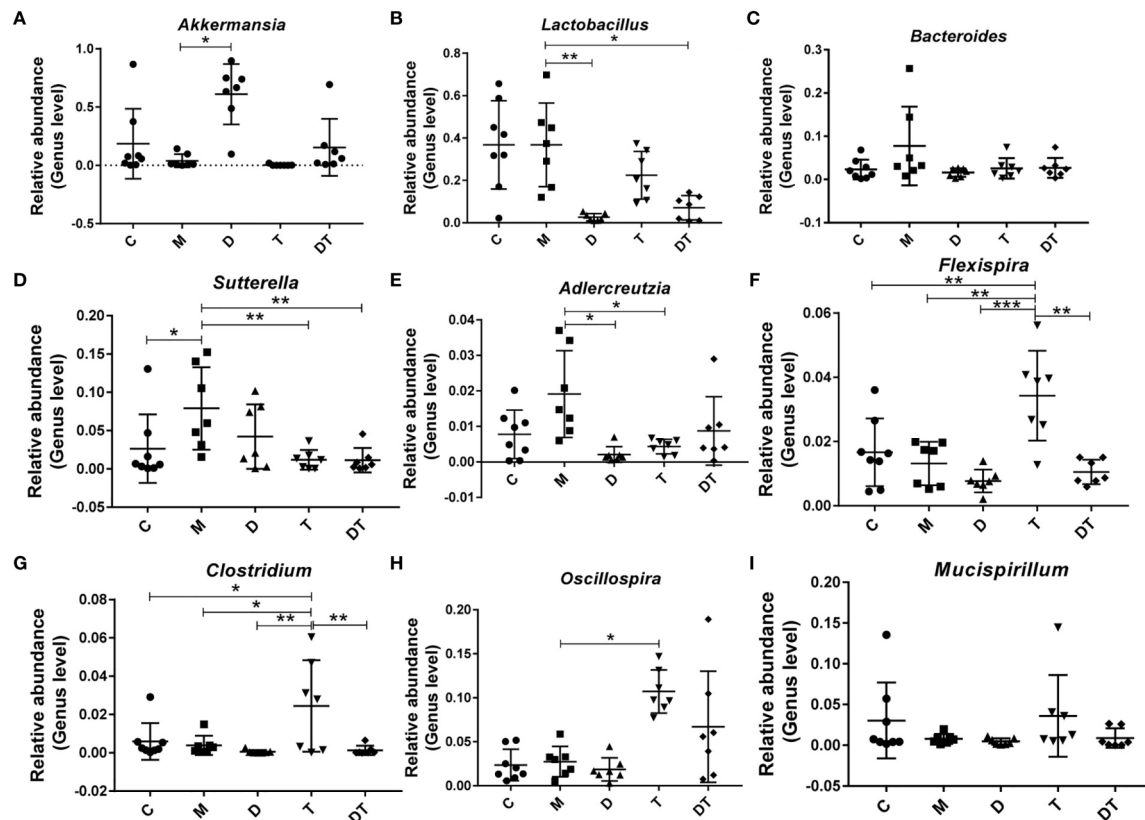 A
Akkermansia
*
Relative abundance
(Genus level)
1.0
0.5
0.0
-0.5
C
M
D
T
DT
B
Lactobacillus
*
**
Relative abundance
(Genus level)
0.8
0.6
0.4
0.2
0.0
C
M
D
T
DT
C
Bacteroides
Relative abundance
(Genus level)
0.3
0.2
0.1
0.0
-0.1
C
M
D
T
DT
D
Sutterella
**
**
*
Relative abundance
(Genus level)
0.20
0.15
0.10
0.05
0.00
-0.05
C
M
D
T
DT
E
Adlercreutzia
*
*
Relative abundance
(Genus level)
0.04
0.03
0.02
0.01
0.00
-0.01
C
M
D
T
DT
F
Flexispira
**
**
***
**
Relative abundance
(Genus level)
0.06
0.04
0.02
0.00
C
M
D
T
DT
G
Clostridium
*
*
**
**
Relative abundance
(Genus level)
0.08
0.06
0.04
0.02
0.00
-0.02
C
M
D
T
DT
H
Oscillospira
*
Relative abundance
(Genus level)
0.20
0.15
0.10
0.05
0.00
C
M
D
T
DT
I
Mucispirillum
Relative abundance
(Genus level)
0.20
0.15
0.10
0.05
0.00
-0.05
C
M
D
T
DT